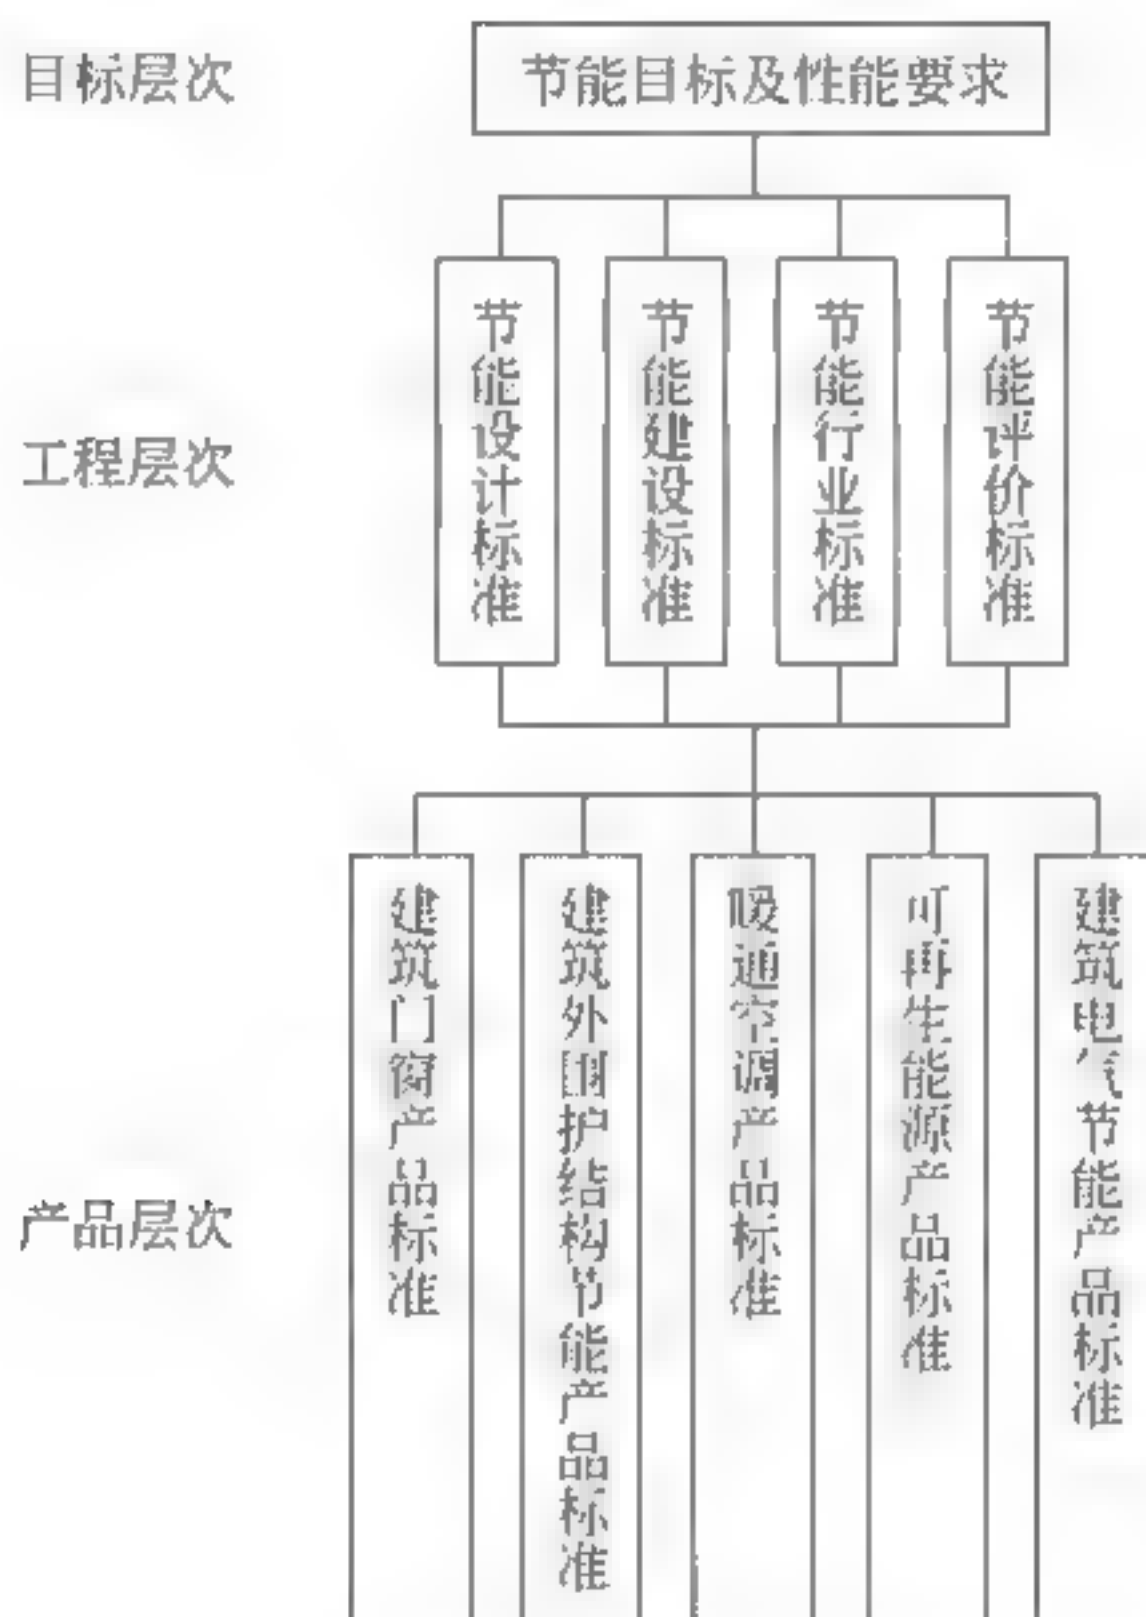 目标层次
节能目标及性能要求
工程层次
节能设计标准
节能建设标准
节能行业标准
节能评价标准
产品层次
建筑门窗产品标准
建筑外围护结构节能产品标准
暖通空调产品标准
可再生能源产品标准
建筑电气节能产品标准